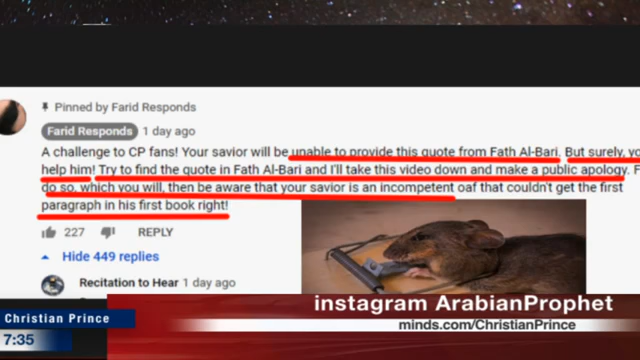 Pinned by Farid Responds
Farid Responds 1 day ago
A challenge to CP fans! Your savior will be unable to provide this quote from Fath Al-Bari. But surely,
help him! Try to find the quote in Fath Al-Bari and I'll take this video down and make a public apology.
do so, which you will, then be aware that your savior is an incompetent oaf that couldn't get the first
paragraph in his first book right!
227 REPLY
Hide 449 replies
Recitation to Hear 1 day ago
instagram ArabianProphet
Christian Prince
minds.com/ChristianPrince
7:35